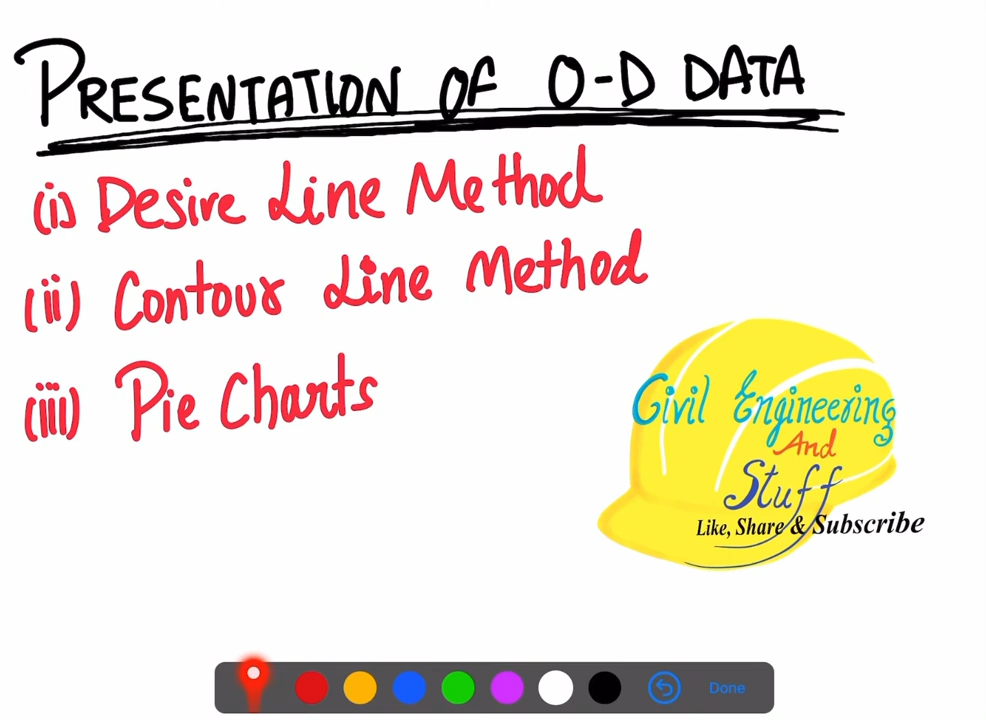 PRESENTATION OF O-D DATA
(i) Desire Line Method
(ii) Contour Line Method
(iii) Pie Charts
Civil Engineering
And
Stuff
Like, Share & Subscribe
Done